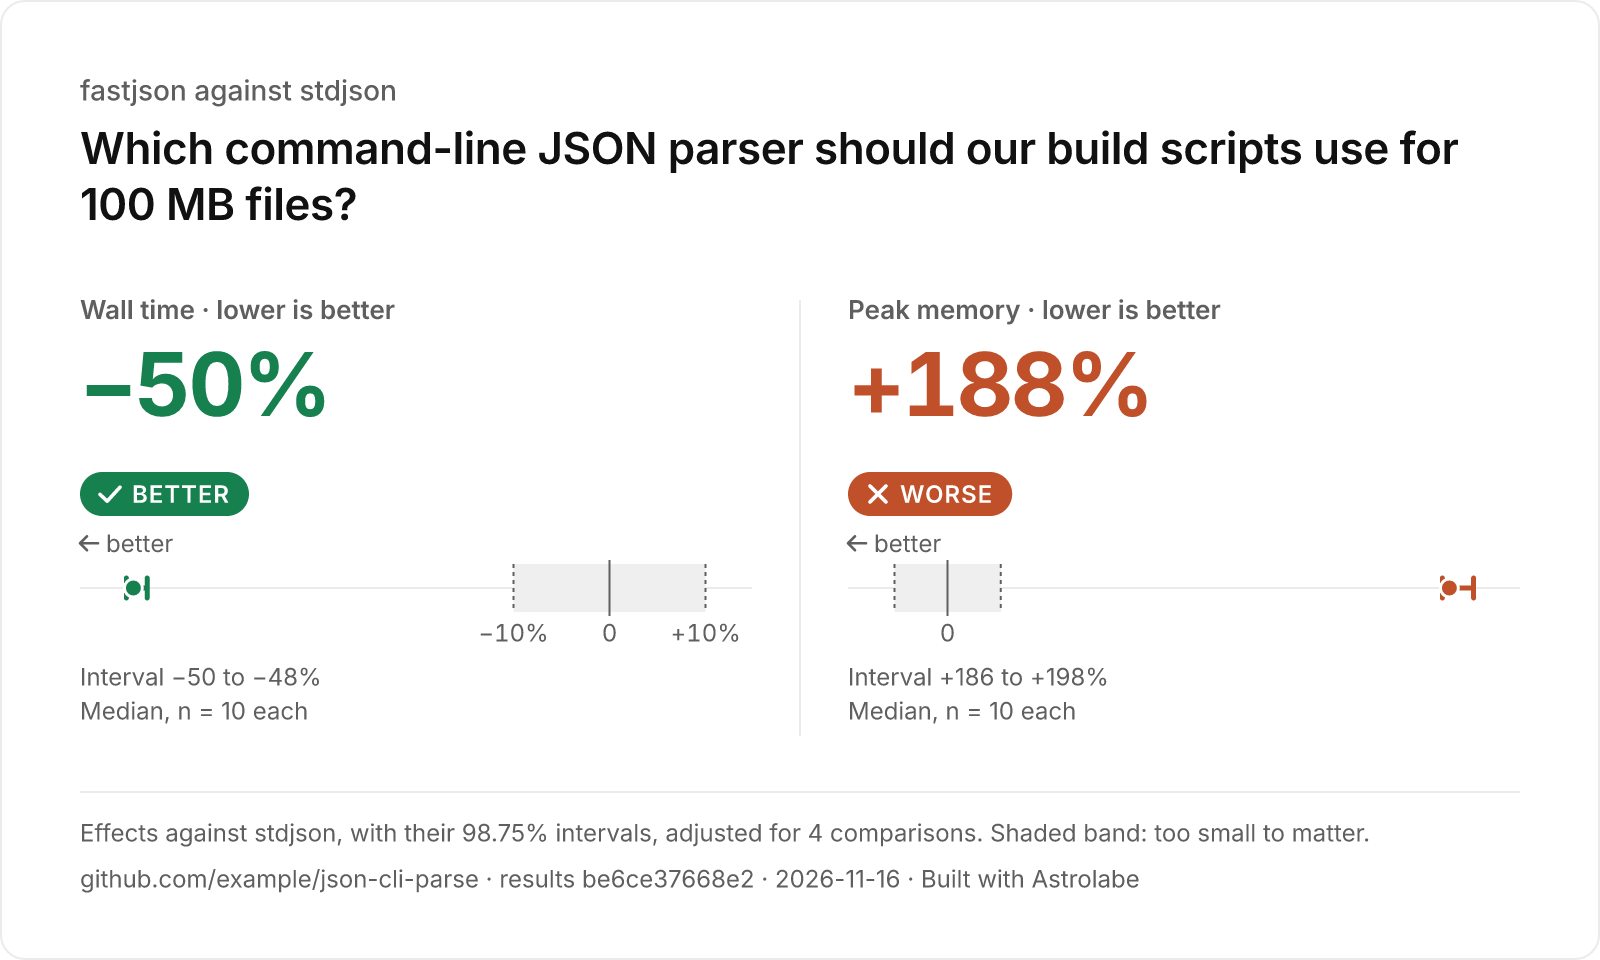 fastjson against stdjson
Which command-line JSON parser should our build scripts use for
100 MB files?
Wall time · lower is better
−50%
BETTER
← better
−10% 0 +10%
Interval −50 to −48%
Median, n = 10 each
Peak memory · lower is better
+188%
WORSE
← better
0
Interval +186 to +198%
Median, n = 10 each
Effects against stdjson, with their 98.75% intervals, adjusted for 4 comparisons. Shaded band: too small to matter.
github.com/example/json-cli-parse · results be6ce37668e2 · 2026-11-16 · Built with Astrolabe